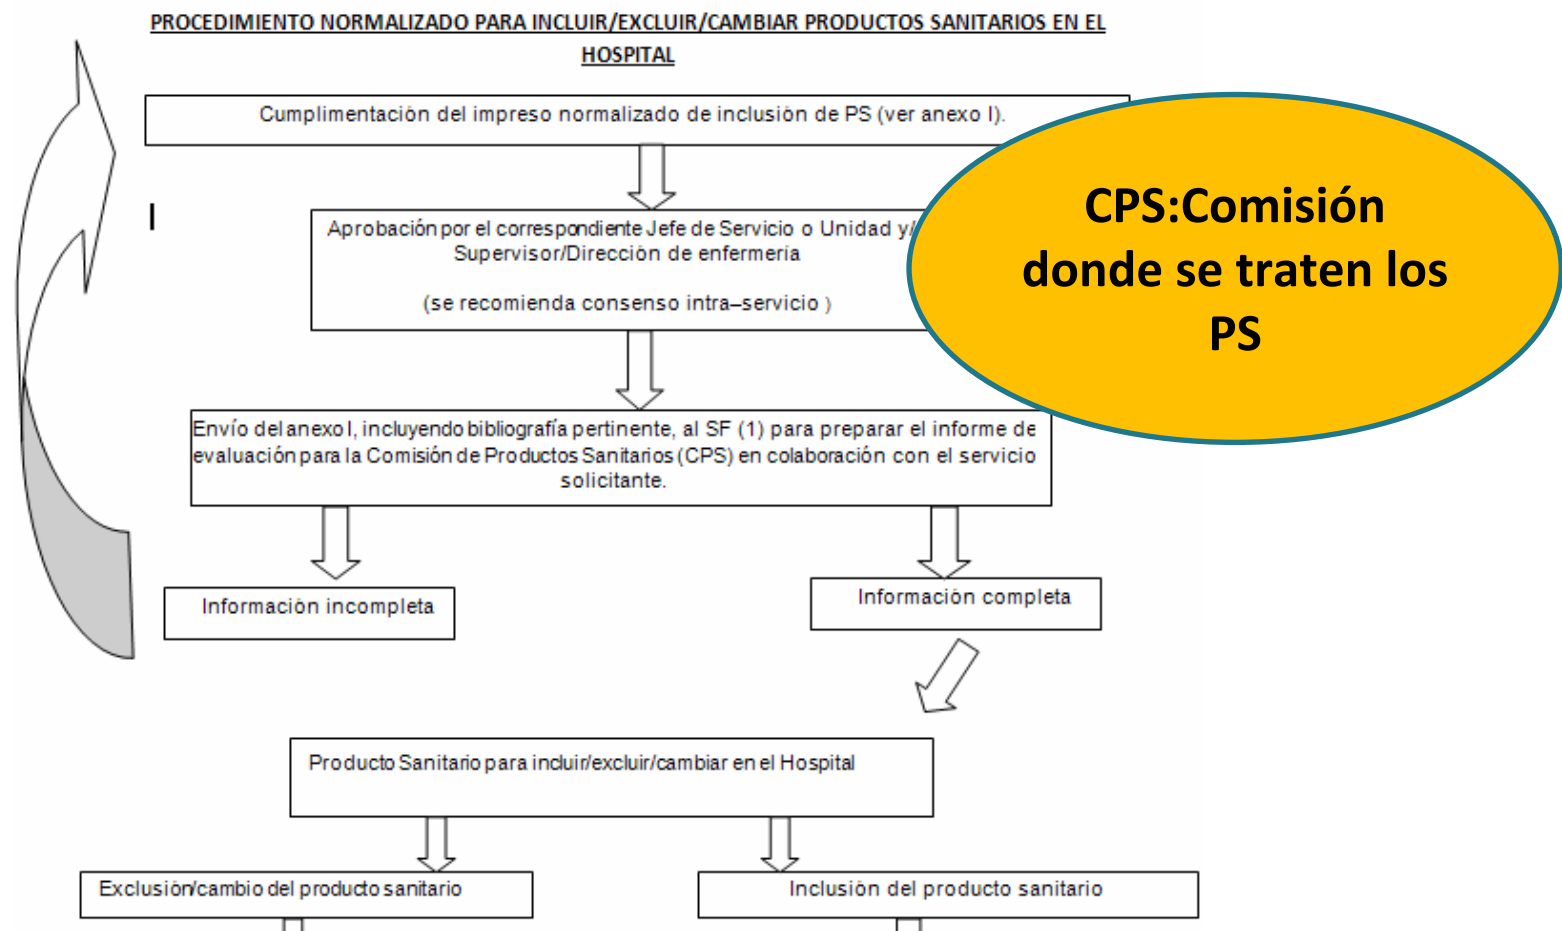 PROCEDIMIENTO NORMALIZADO PARA INCLUIR/EXCLUIR/CAMBIAR PRODUCTOS SANITARIOS EN EL
HOSPITAL
Cumplimentación del impreso normalizado de inclusión de PS (ver anexo I).
I
Aprobación por el correspondiente Jefe de Servicio o Unidad y/
Supervisor/Dirección de enfermería
(se recomienda consenso intra–servicio )
CPS:Comisión
donde se traten los
PS
Envío del anexo I, incluyendo bibliografía pertinente, al SF (1) para preparar el informe de
evaluación para la Comisión de Productos Sanitarios (CPS) en colaboración con el servicio
solicitante.
Información incompleta
Información completa
Producto Sanitario para incluir/excluir/cambiar en el Hospital
Exclusión/cambio del producto sanitario
Inclusión del producto sanitario